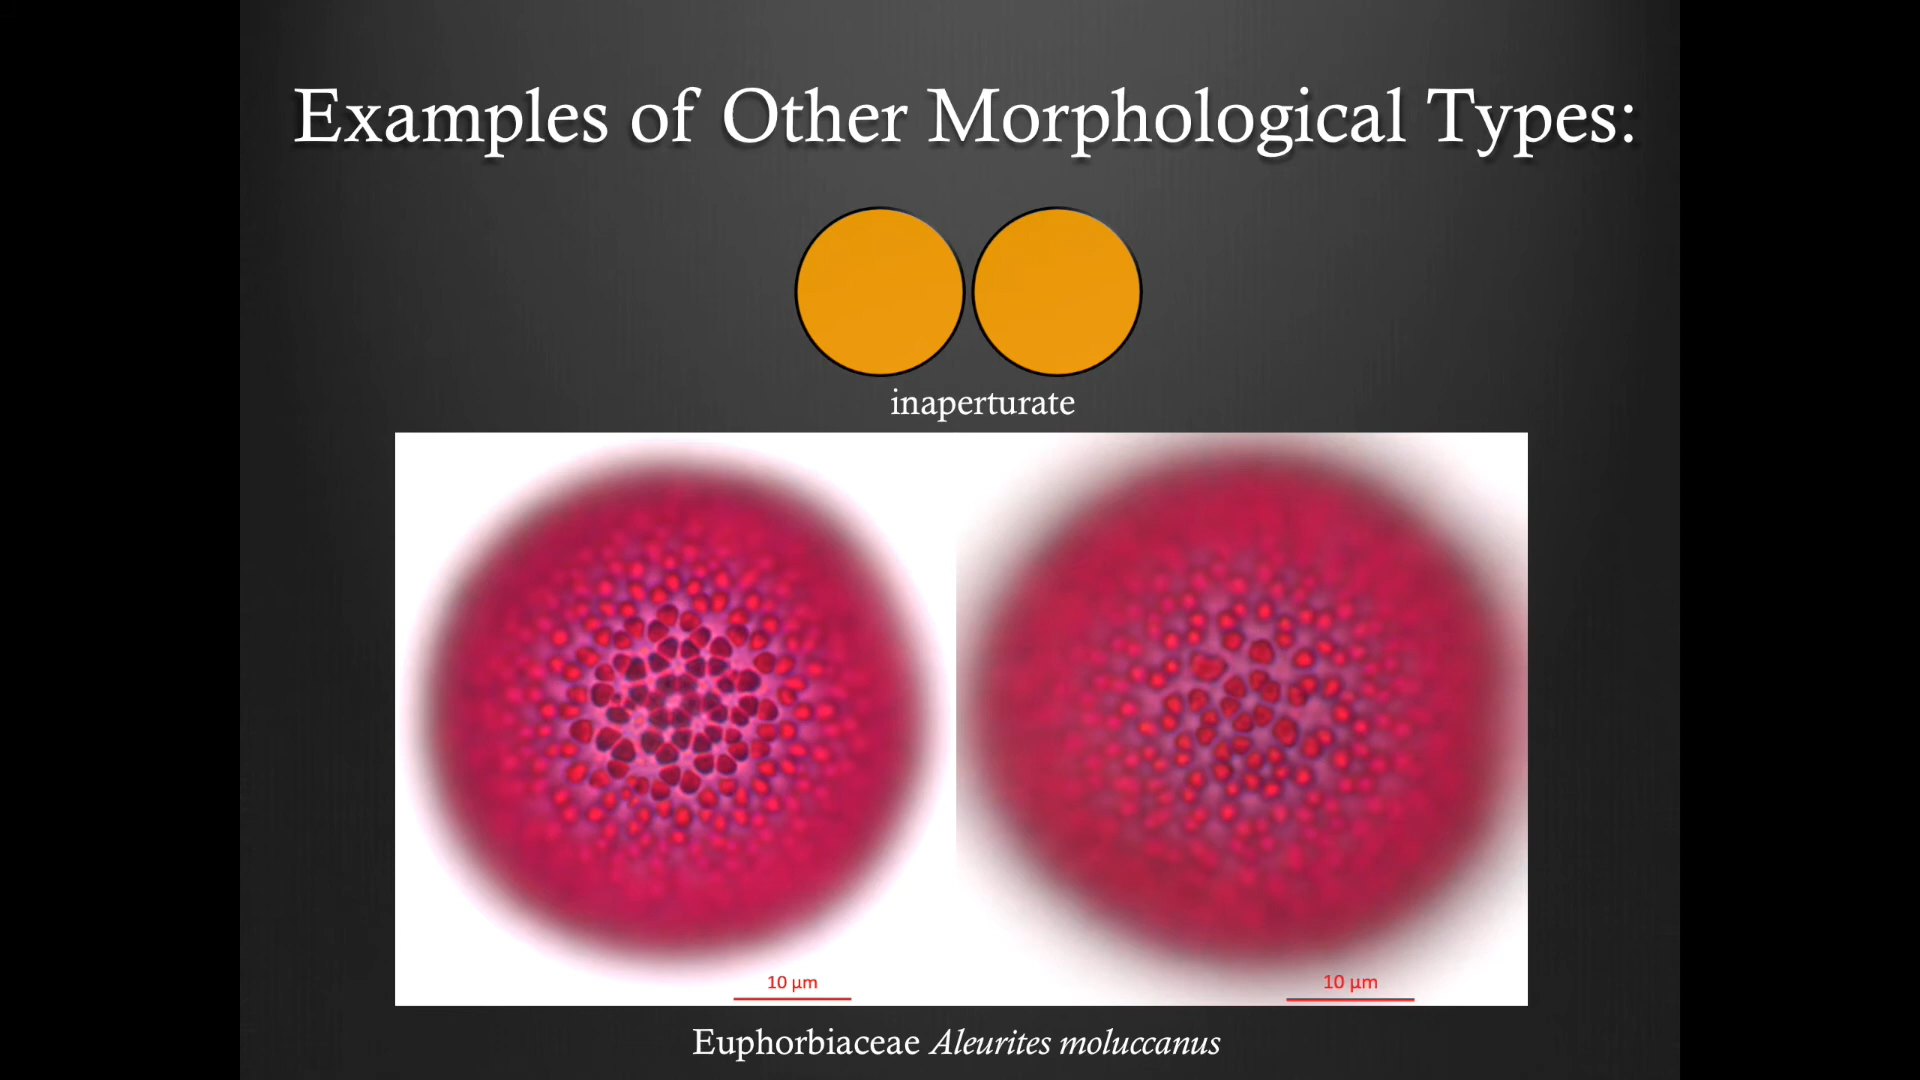 Examples of Other Morphological Types:
inaperturate
10 µm
10 µm
Euphorbiaceae Aleurites moluccanus